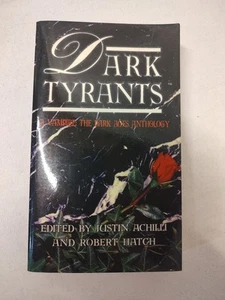 DARK
TYRANTS
A VAMPIRE: THE DARK AGES ANTHOLOGY
EDITED BY JUSTIN ACHILLI
AND ROBERT HATCH